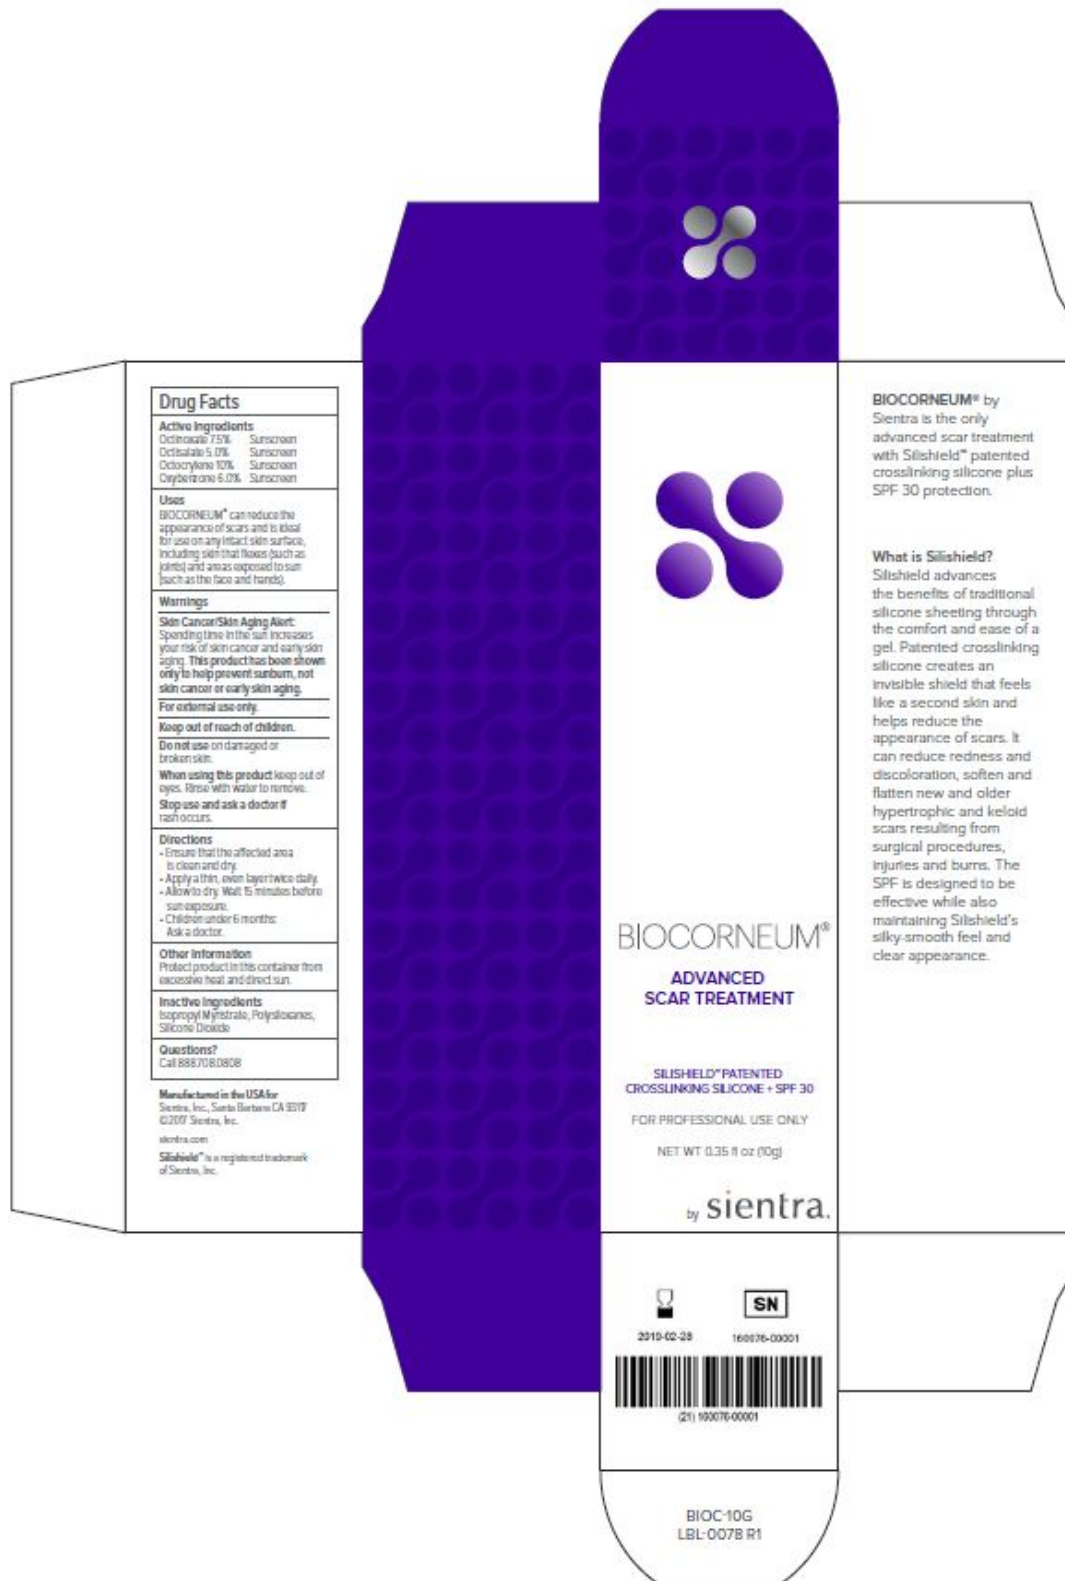 Drug Facts
Active Ingredients
Octinoxate 7.5% Sunscreen
Octisalate 5.0% Sunscreen
Octocrylene 10% Sunscreen
Oxybenzone 6.0% Sunscreen
Uses
BIOCORNEUM® can reduce the
appearance of scars and is ideal
for use on any intact skin surface,
including skin that flexes (such as
joints) and areas exposed to sun
(such as the face and hands).
Warnings
Skin Cancer/Skin Aging Alert:
Spending time in the sun increases
your risk of skin cancer and early skin
aging. This product has been shown
only to help prevent sunburn, not
skin cancer or early skin aging.
For external use only.
Keep out of reach of children.
Do not use on damaged or
broken skin.
When using this product keep out of
eyes. Rinse with water to remove.
Stop use and ask a doctor if
rash occurs.
Directions
• Ensure that the affected area
is clean and dry.
• Apply a thin, even layer twice daily.
• Allow to dry. Wait 15 minutes before
sun exposure.
• Children under 6 months:
Ask a doctor.
Other Information
Protect product in this container from
excessive heat and direct sun.
Inactive Ingredients
Isopropyl Myristrate, Polysiloxanes,
Silicone Dioxide
Questions?
Call 888.708.0808
Manufactured in the USA for
Sientra, Inc., Santa Barbara CA 93117
©2017 Sientra, Inc.
sientra.com
Silishield™ is a registered trademark
of Sientra, Inc.
BIOCORNEUM®
ADVANCED
SCAR TREATMENT
SILISHIELD™ PATENTED
CROSSLINKING SILICONE + SPF 30
FOR PROFESSIONAL USE ONLY
NET WT 0.35 fl oz (10g)
by sientra.
SN
2019-02-28 160076-00001
(21) 160076-00001
BIOC-10G
LBL-0078 R1
BIOCORNEUM® by
Sientra is the only
advanced scar treatment
with Silishield™ patented
crosslinking silicone plus
SPF 30 protection.
What is Silishield?
Silishield advances
the benefits of traditional
silicone sheeting through
the comfort and ease of a
gel. Patented crosslinking
silicone creates an
invisible shield that feels
like a second skin and
helps reduce the
appearance of scars. It
can reduce redness and
discoloration, soften and
flatten new and older
hypertrophic and keloid
scars resulting from
surgical procedures,
injuries and burns. The
SPF is designed to be
effective while also
maintaining Silishield's
silky-smooth feel and
clear appearance.